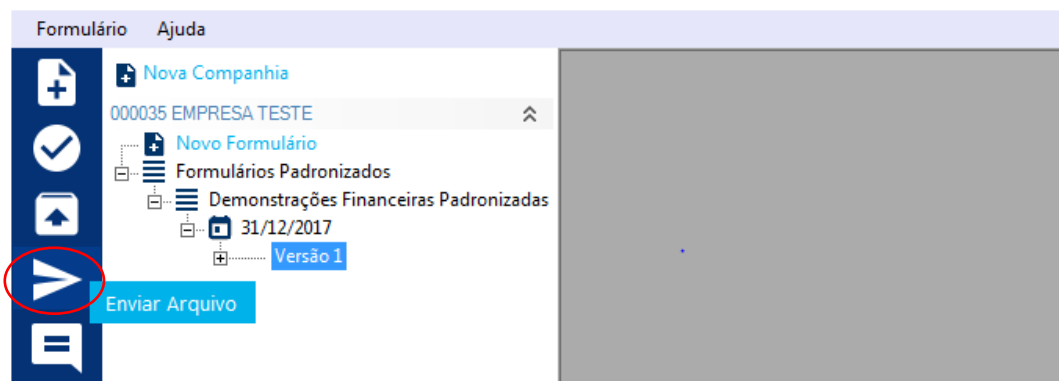 Formulário Ajuda
Nova Companhia
000035 EMPRESA TESTE
Novo Formulário
Formulários Padronizados
Demonstrações Financeiras Padronizadas
31/12/2017
Versão 1
Enviar Arquivo